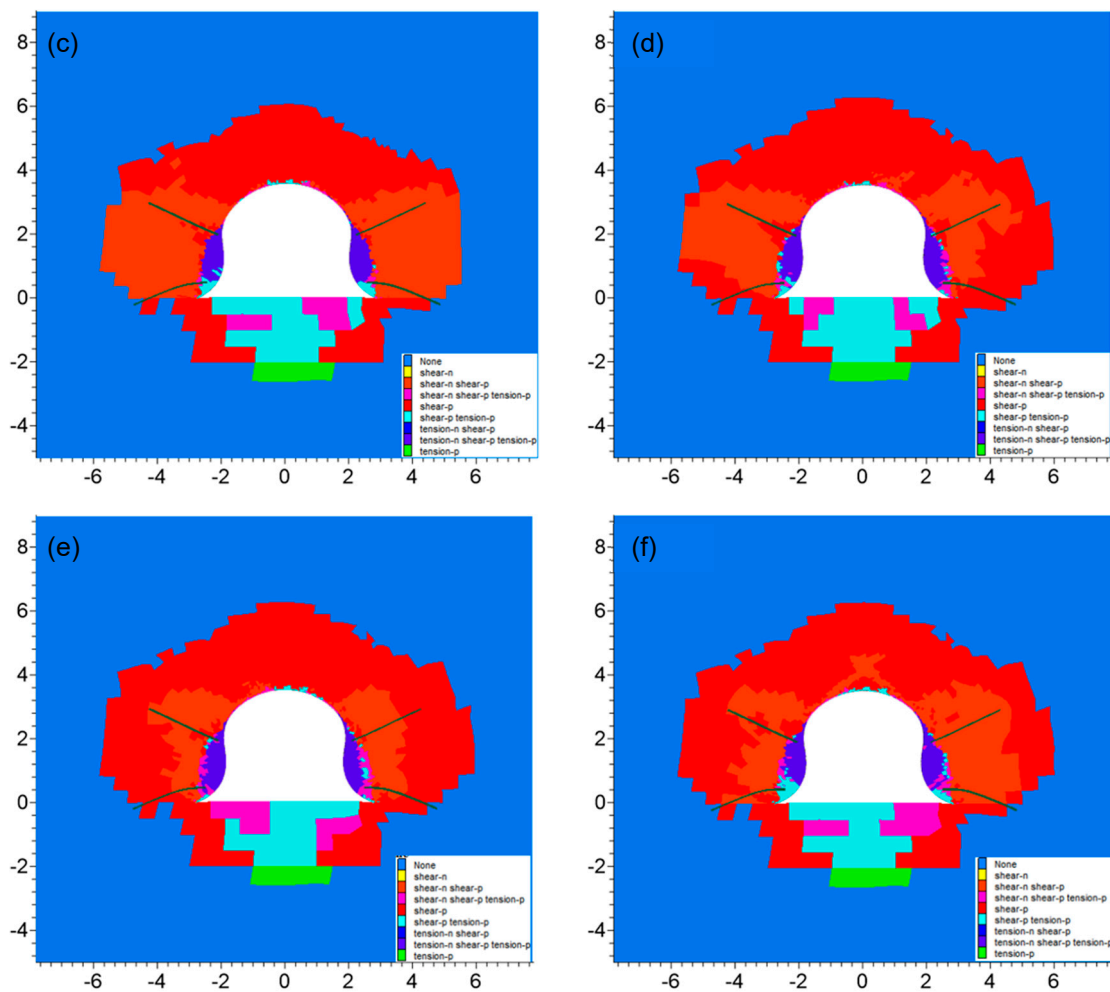 (c)
8
6
4
2
0
-2
-4
-6 -4 -2 0 2 4 6
None
shear-n
shear-n shear-p
shear-n shear-p tension-p
shear-p
shear-p tension-p
tension-n shear-p
tension-n shear-p tension-p
tension-p
(d)
8
6
4
2
0
-2
-4
-6 -4 -2 0 2 4 6
None
shear-n
shear-n shear-p
shear-n shear-p tension-p
shear-p
shear-p tension-p
tension-n shear-p
tension-n shear-p tension-p
tension-p
(e)
8
6
4
2
0
-2
-4
-6 -4 -2 0 2 4 6
None
shear-n
shear-n shear-p
shear-n shear-p tension-p
shear-p
shear-p tension-p
tension-n shear-p
tension-n shear-p tension-p
tension-p
(f)
8
6
4
2
0
-2
-4
-6 -4 -2 0 2 4 6
None
shear-n
shear-n shear-p
shear-n shear-p tension-p
shear-p
shear-p tension-p
tension-n shear-p
tension-n shear-p tension-p
tension-p